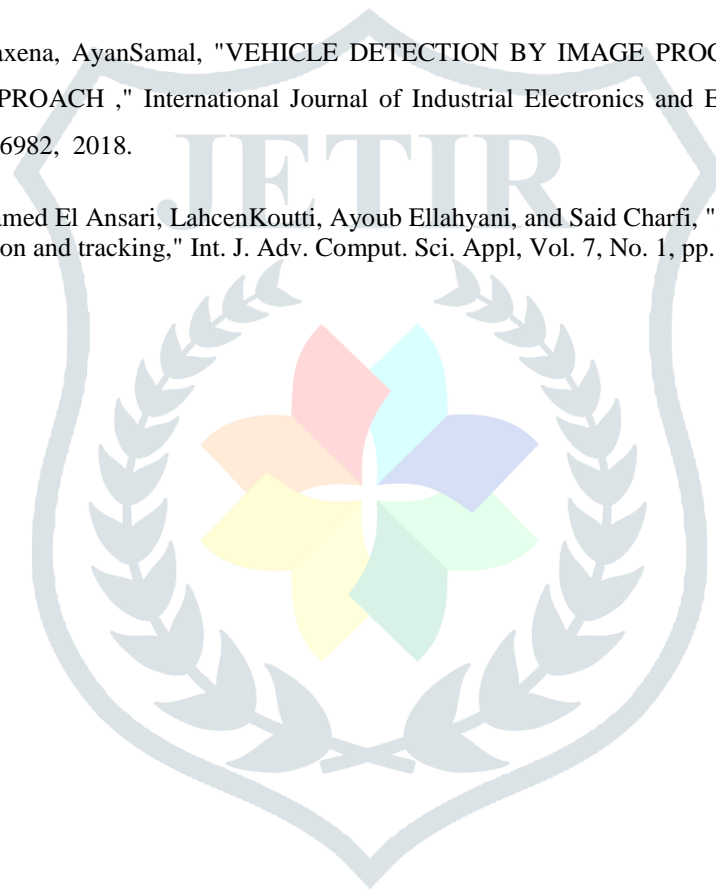 axena, AyanSamal, "VEHICLE DETECTION BY IMAGE PROC
PROACH ," International Journal of Industrial Electronics and E
6982, 2018.
JETIR
amed El Ansari, LahcenKoutti, Ayoub Ellahyani, and Said Charfi, "
on and tracking," Int. J. Adv. Comput. Sci. Appl, Vol. 7, No. 1, pp.